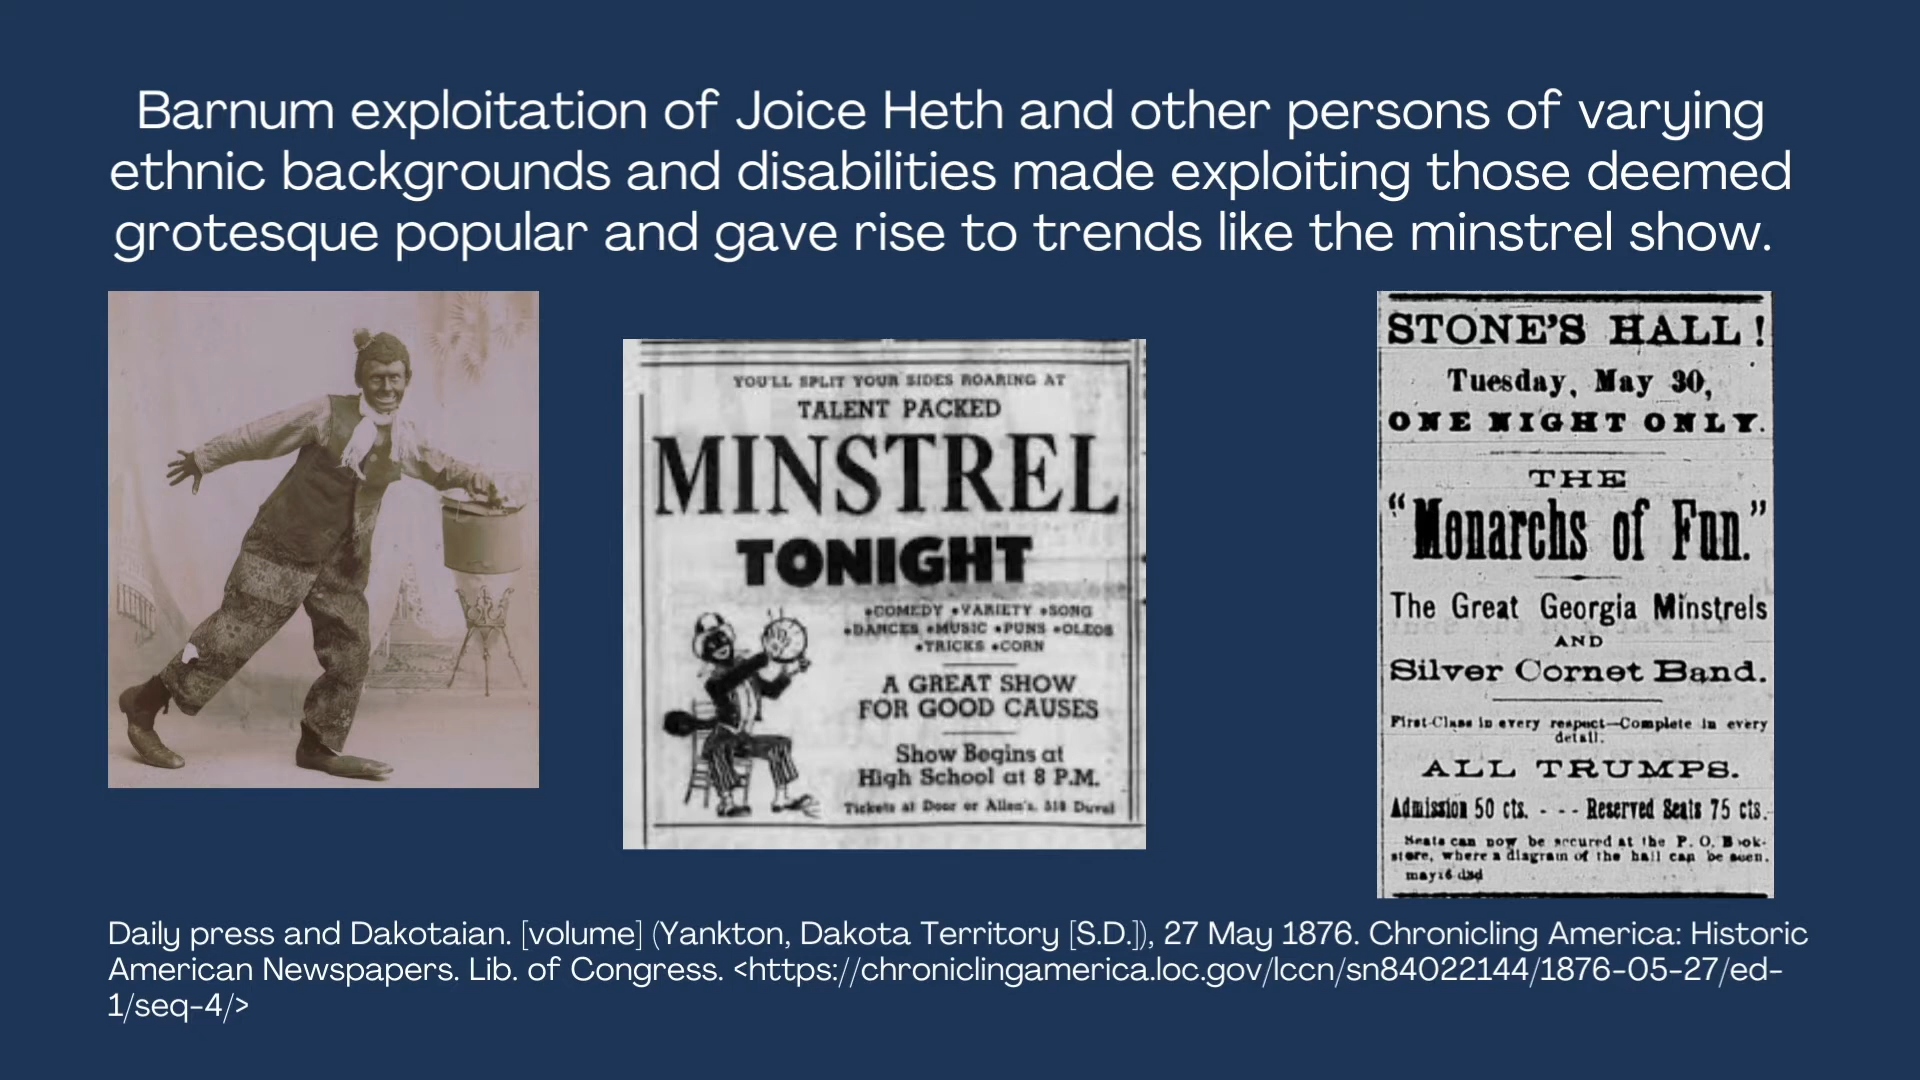 Barnum exploitation of Joice Heth and other persons of varying
ethnic backgrounds and disabilities made exploiting those deemed
grotesque popular and gave rise to trends like the minstrel show.
YOU'LL SPLIT YOUR SIDES ROARING AT
TALENT PACKED
MINSTREL
TONIGHT
•COMEDY •VARIETY •SONG
•DANCES •MUSIC •PUNS •OLEOS
•TRICKS •CORN
A GREAT SHOW
FOR GOOD CAUSES
Show Begins at
High School at 8 P.M.
Tickets at Door or Allen's, 518 Duval
STONE'S HALL!
Tuesday, May 30,
ONE NIGHT ONLY.
THE
"Monarchs of Fun."
The Great Georgia Minstrels
AND
Silver Cornet Band.
First-Class in every respect—Complete in every
detail.
ALL TRUMPS.
Admission 50 cts. - - - Reserved Seats 75 cts.
Seats can now be secured at the P. O. Book-
store, where a diagram of the hall can be seen.
Daily press and Dakotaian. [volume] (Yankton, Dakota Territory [S.D.]), 27 May 1876. Chronicling America: Historic
American Newspapers. Lib. of Congress. <https://chroniclingamerica.loc.gov/lccn/sn84022144/1876-05-27/ed-
1/seq-4/>